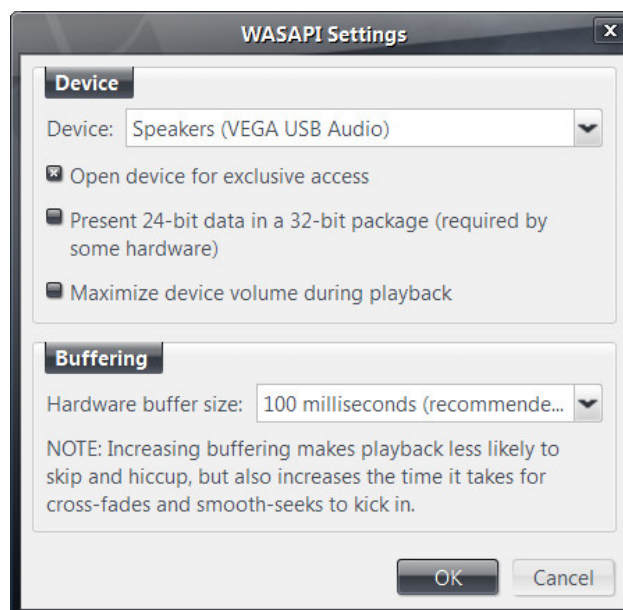 WASAPI Settings
Device
Device: Speakers (VEGA USB Audio)
Open device for exclusive access
Present 24-bit data in a 32-bit package (required by
some hardware)
Maximize device volume during playback
Buffering
Hardware buffer size: 100 milliseconds (recommende...
NOTE: Increasing buffering makes playback less likely to
skip and hiccup, but also increases the time it takes for
cross-fades and smooth-seeks to kick in.
OK Cancel